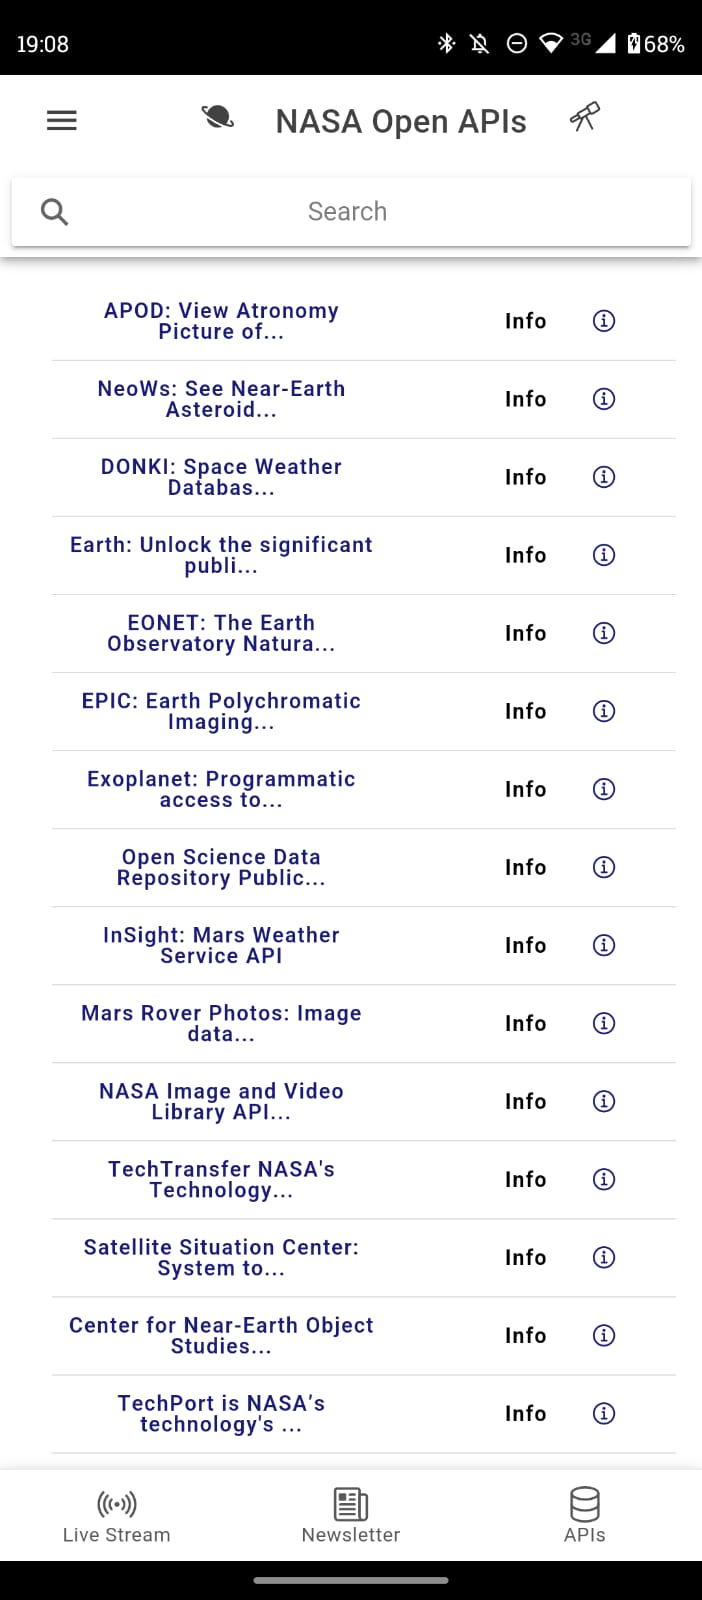 19:08
3G
68%
NASA Open APIs
Search
APOD: View Atronomy
Picture of...
Info
NeoWs: See Near-Earth
Asteroid...
Info
DONKI: Space Weather
Databas...
Info
Earth: Unlock the significant
publi...
Info
EONET: The Earth
Observatory Natura...
Info
EPIC: Earth Polychromatic
Imaging...
Info
Exoplanet: Programmatic
access to...
Info
Open Science Data
Repository Public...
Info
InSight: Mars Weather
Service API
Info
Mars Rover Photos: Image
data...
Info
NASA Image and Video
Library API...
Info
TechTransfer NASA's
Technology...
Info
Satellite Situation Center:
System to...
Info
Center for Near-Earth Object
Studies...
Info
TechPort is NASA’s
technology's ...
Info
Live Stream
Newsletter
APIs